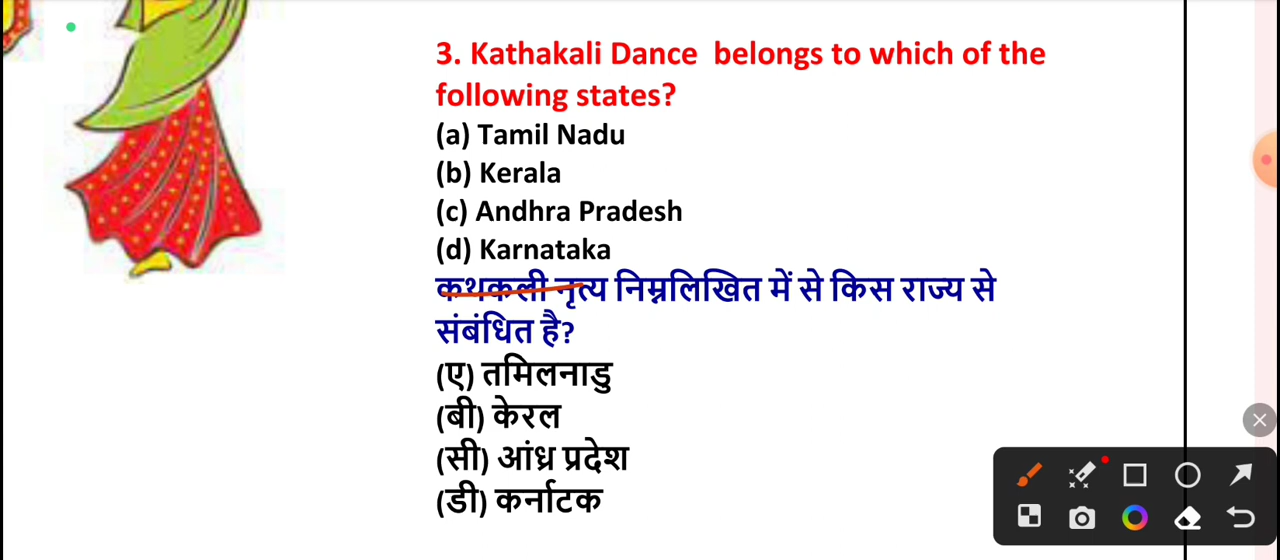 3. Kathakali Dance belongs to which of the
following states?
(a) Tamil Nadu
(b) Kerala
(c) Andhra Pradesh
(d) Karnataka
कथकली नृत्य निम्नलिखित में से किस राज्य से
संबंधित है?
(ए) तमिलनाडु
(बी) केरल
(सी) आंध्र प्रदेश
(डी) कर्नाटक